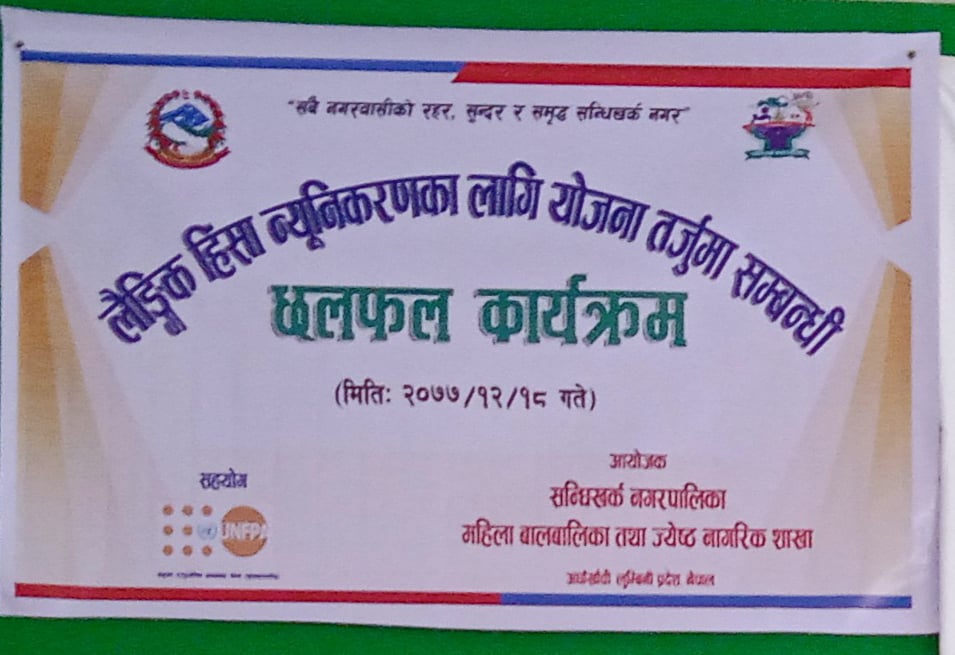 "सबै नगरवासीको रहर, सुन्दर र समृद्ध सन्धिखर्क नगर"
लैङ्गिक हिंसा न्यूनिकरणका लागि योजना तर्जुमा सम्बन्धी
छलफल कार्यक्रम
(मितिः २०७७/१२/१८ गते)
सहयोग
UNFPA
आयोजक
सन्धिखर्क नगरपालिका
महिला बालबालिका तथा ज्येष्ठ नागरिक शाखा
अर्घाखाँची लुम्बिनी प्रदेश नेपाल